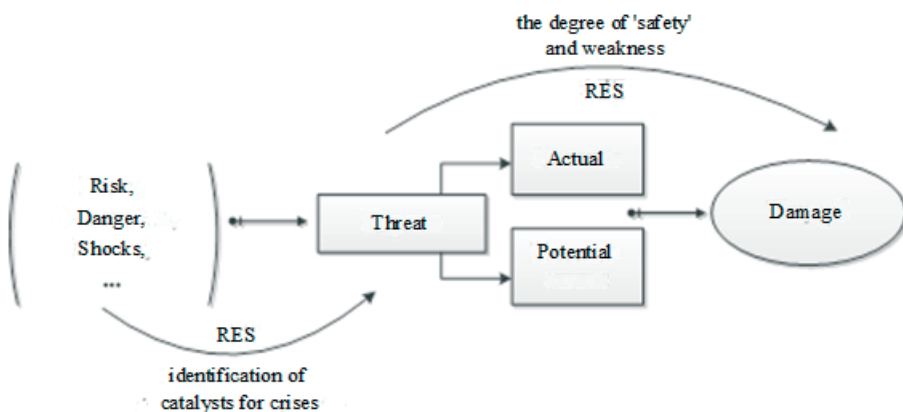 the degree of 'safety'
and weakness
RES
Actual
Risk,
Danger,
Shocks,
...
Threat
Damage
Potential
RES
identification of
catalysts for crises